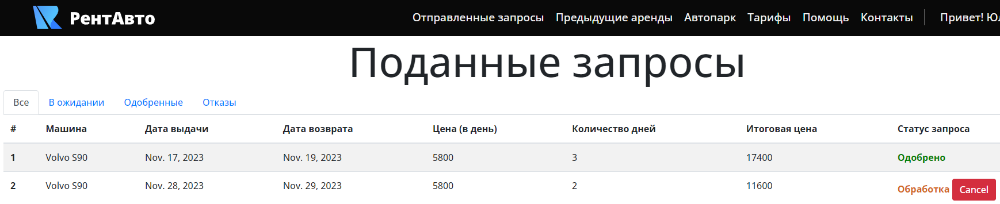 РентАвто Отправленные запросы Предыдущие аренды Автопарк Тарифы Помощь Контакты Привет!
Поданные запросы
Все В ожидании Одобренные Отказы
# Машина Дата выдачи Дата возврата Цена (в день) Количество дней Итоговая цена Статус запроса
1 Volvo S90 Nov. 17, 2023 Nov. 19, 2023 5800 3 17400 Одобрено
2 Volvo S90 Nov. 28, 2023 Nov. 29, 2023 5800 2 11600 Обработка Cancel